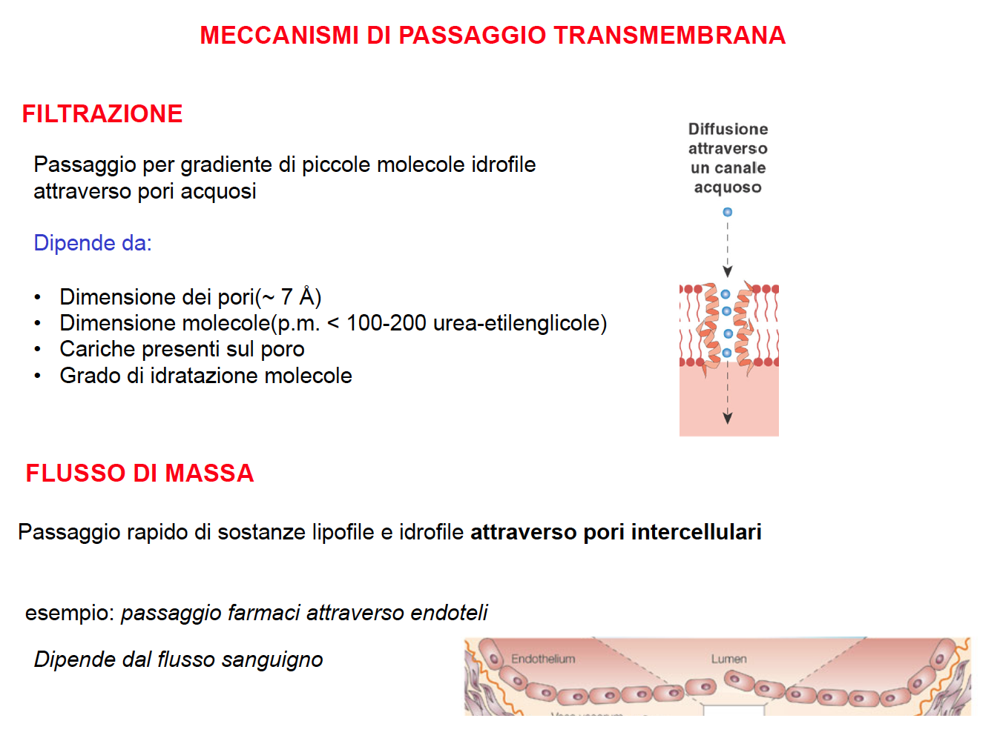 MECCANISMI DI PASSAGGIO TRANSMEMBRANA
FILTRAZIONE
Passaggio per gradiente di piccole molecole idrofile
attraverso pori acquosi
Dipende da:
• Dimensione dei pori(~ 7 Å)
• Dimensione molecole(p.m. < 100-200 urea-etilenglicole)
• Cariche presenti sul poro
• Grado di idratazione molecole
Diffusione
attraverso
un canale
acquoso
FLUSSO DI MASSA
Passaggio rapido di sostanze lipofile e idrofile attraverso pori intercellulari
esempio: passaggio farmaci attraverso endoteli
Dipende dal flusso sanguigno
Endothelium
Lumen